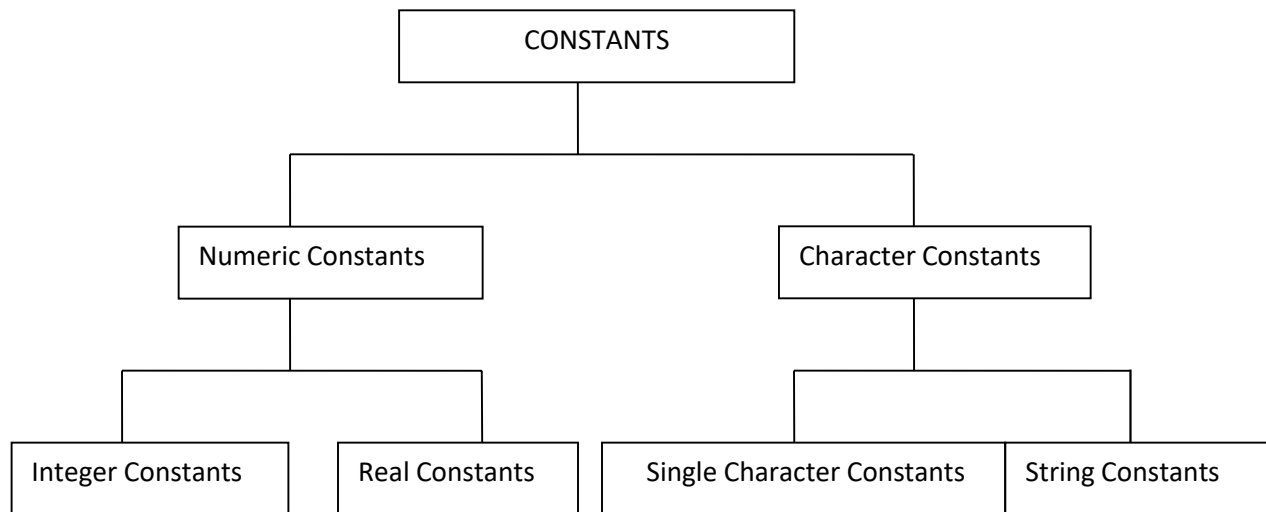 CONSTANTS
Numeric Constants
Character Constants
Integer Constants
Real Constants
Single Character Constants
String Constants